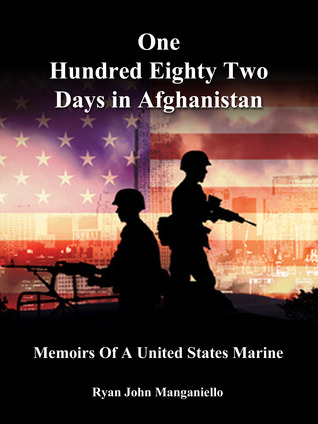 One
Hundred Eighty Two
Days in Afghanistan
Memoirs Of A United States Marine
Ryan John Manganiello